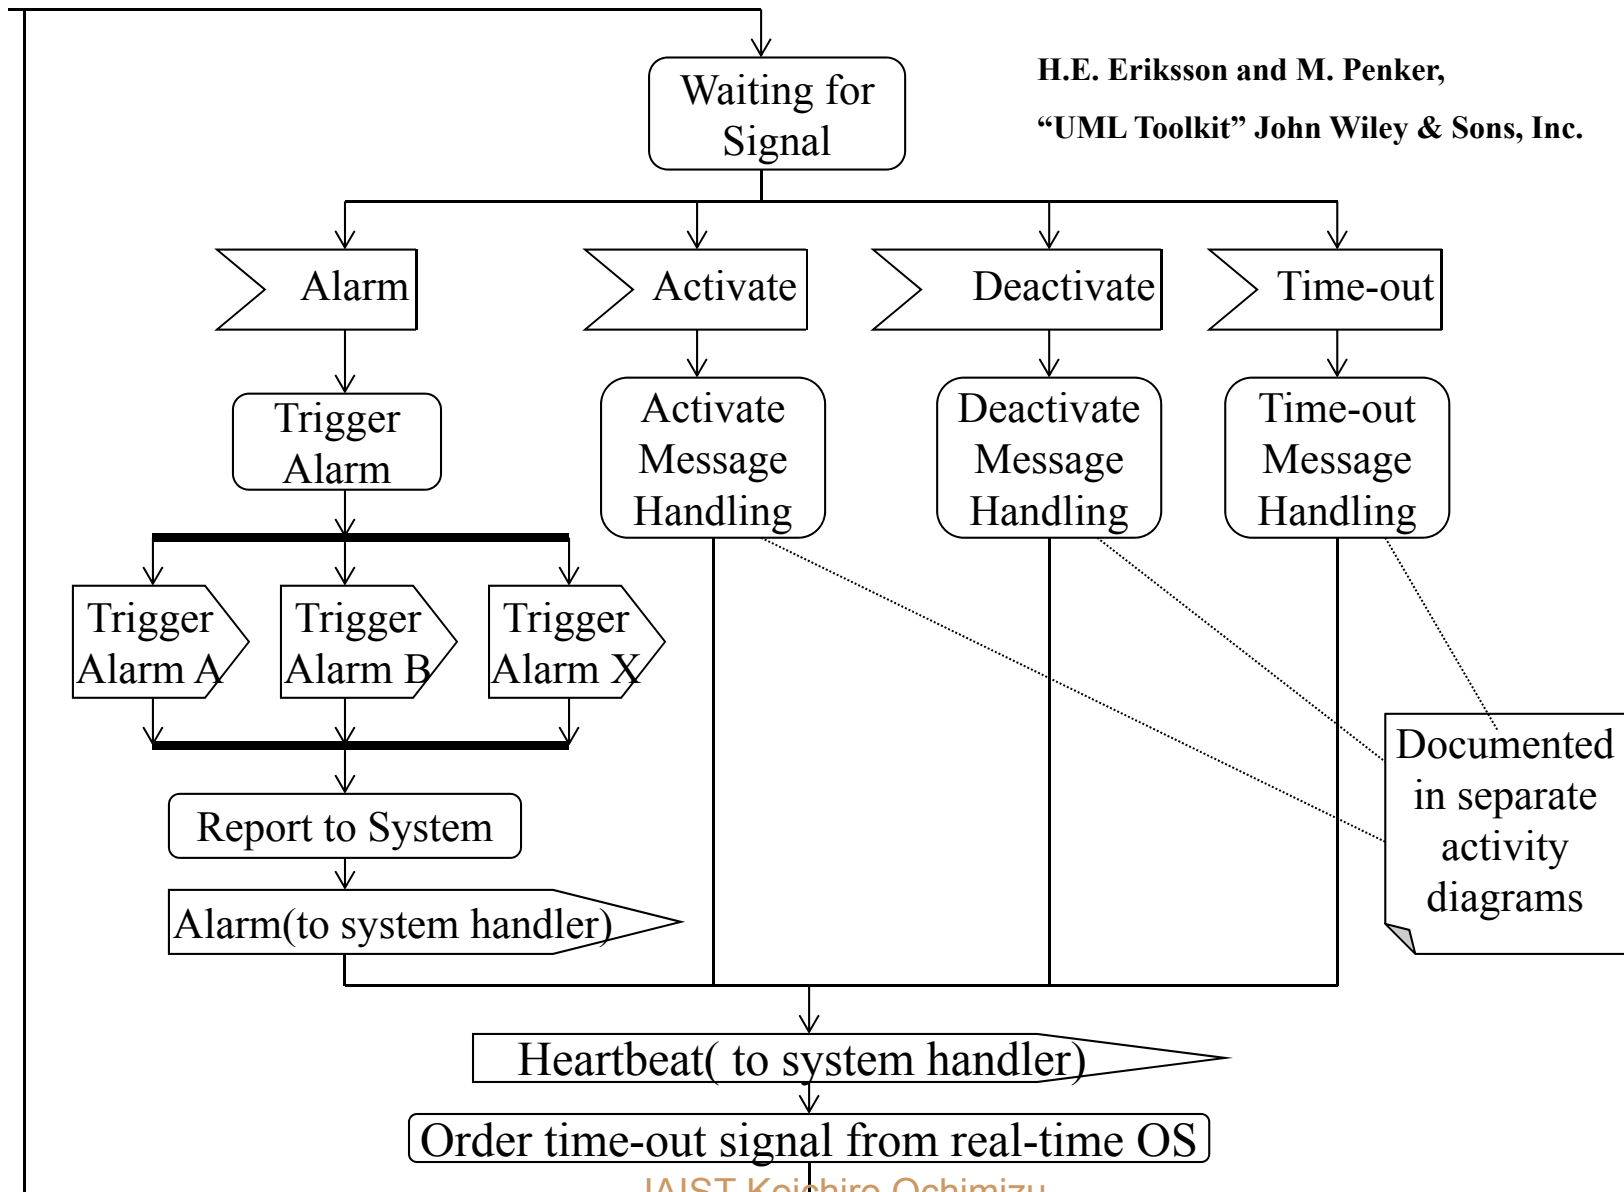 H.E. Eriksson and M. Penker,
“UML Toolkit” John Wiley & Sons, Inc.
Waiting for
Signal
Alarm
Activate
Deactivate
Time-out
Trigger
Alarm
Activate
Message
Handling
Deactivate
Message
Handling
Time-out
Message
Handling
Trigger
Alarm A
Trigger
Alarm B
Trigger
Alarm X
Documented
in separate
activity
diagrams
Report to System
Alarm(to system handler)
Heartbeat( to system handler)
Order time-out signal from real-time OS
JAIST Koichiro Ochimizu